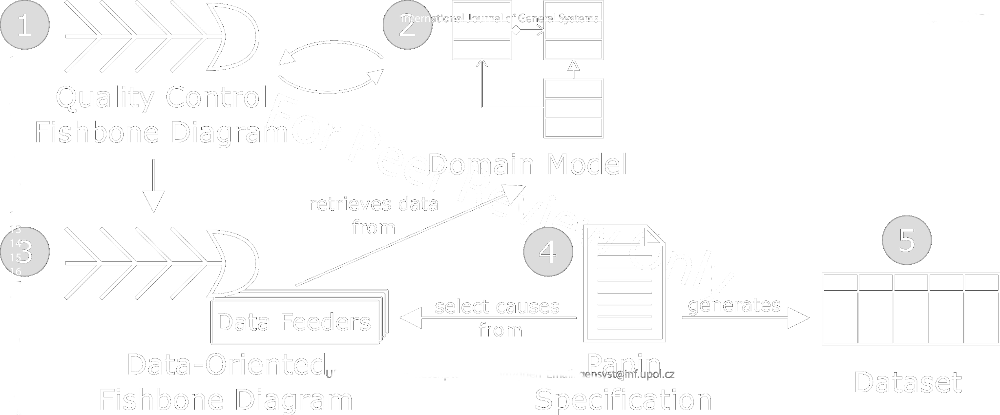 1
2
International Journal of General Systems
Quality Control
Fishbone Diagram
Domain Model
For Peer Review Only
retrieves data
from
13
14
15
16
3
4
5
Data Feeders
select causes
from
generates
Data-Oriented
Fishbone Diagram
Papin
Specification
Dataset
Email: gensyst@inf.upol.cz